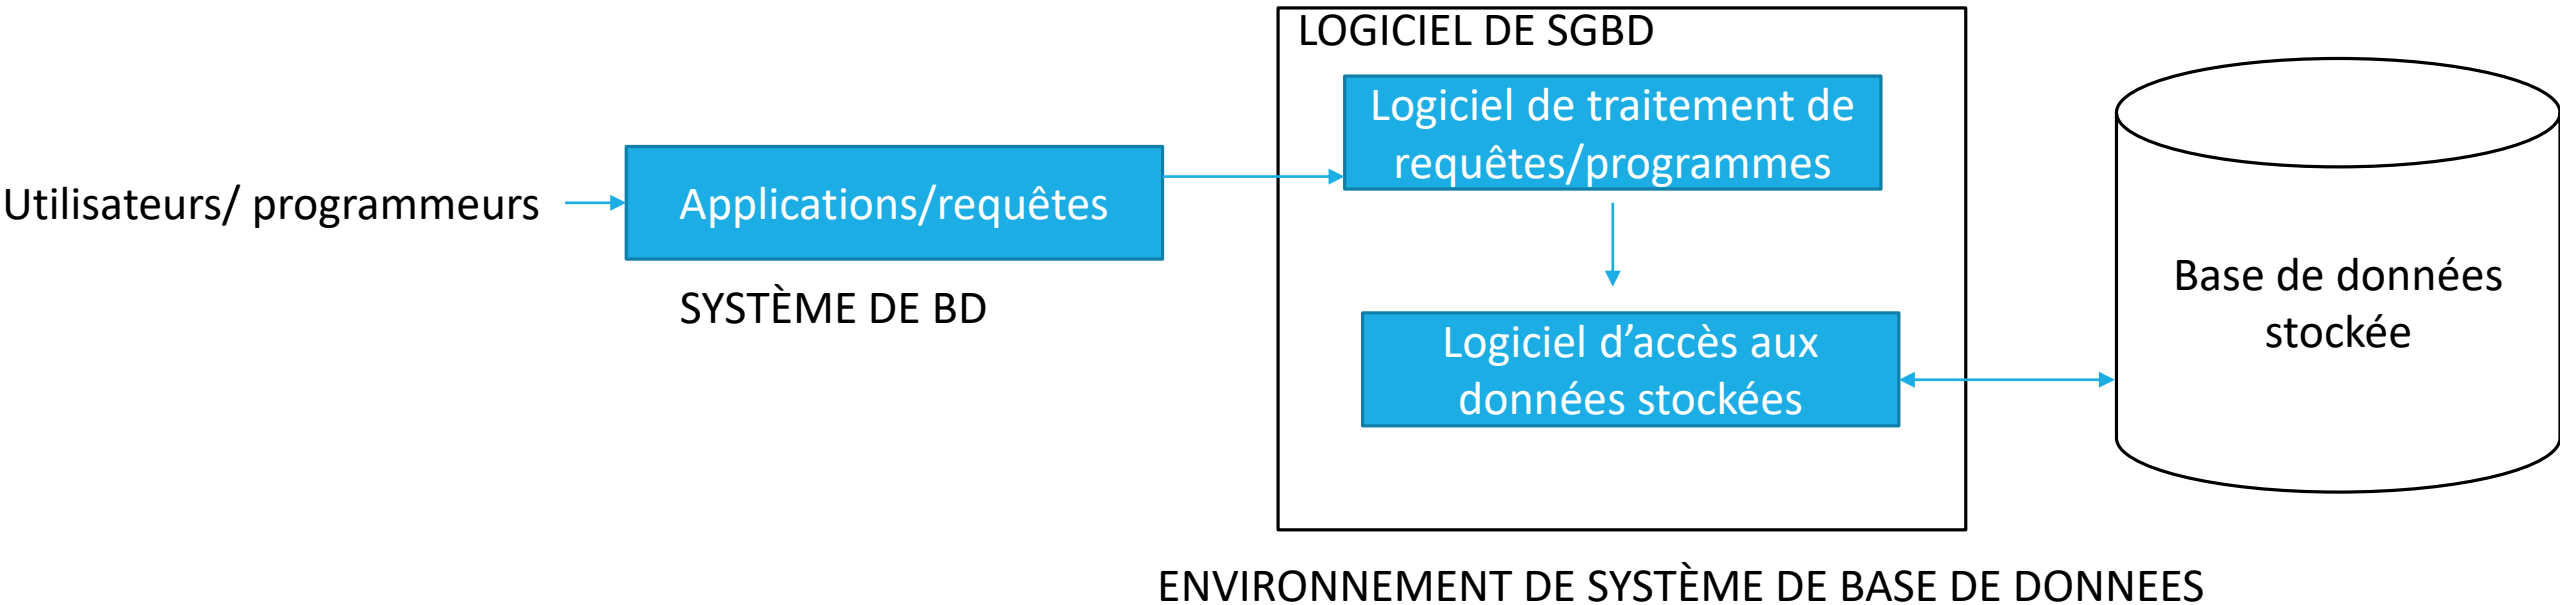 Utilisateurs/ programmeurs
Applications/requêtes
SYSTÈME DE BD
LOGICIEL DE SGBD
Logiciel de traitement de
requêtes/programmes
Logiciel d’accès aux
données stockées
Base de données
stockée
ENVIRONNEMENT DE SYSTÈME DE BASE DE DONNEES